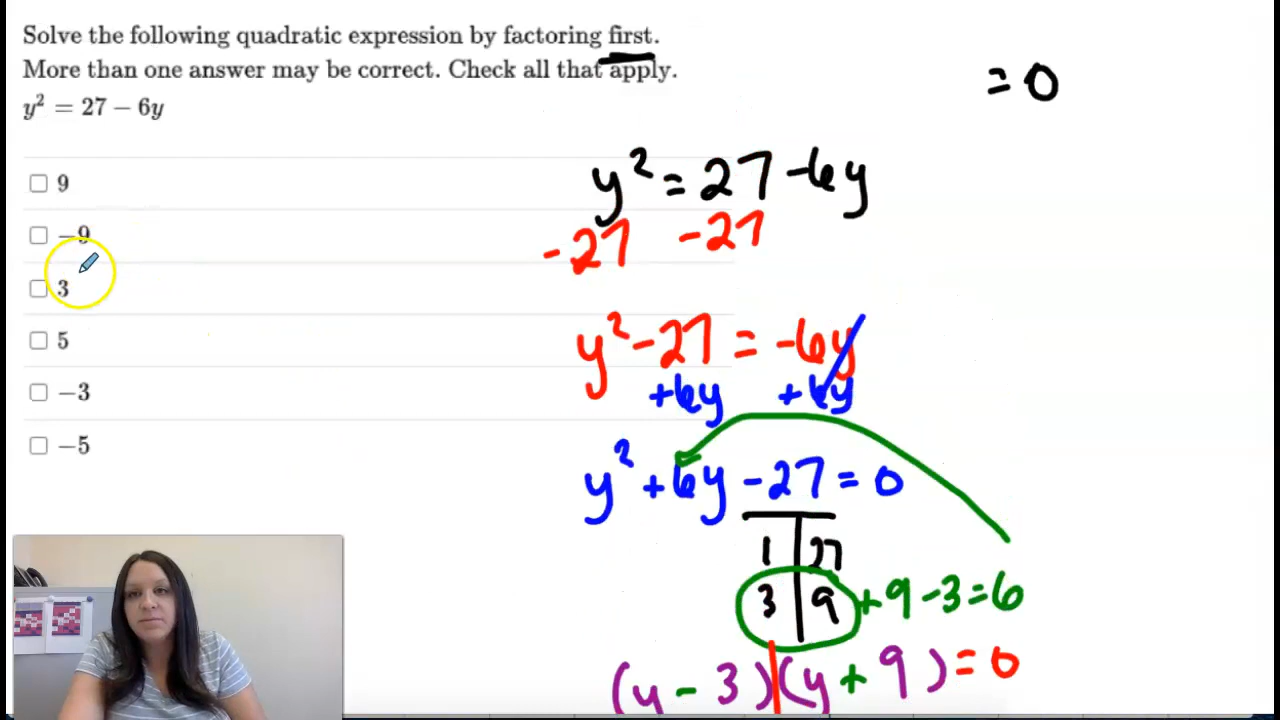 Solve the following quadratic expression by factoring first.
More than one answer may be correct. Check all that apply.
y² = 27 − 6y
9
−9
3
5
−3
−5
= 0
y² = 27 - 6y
-27 -27
y² - 27 = -6y
+6y +6y
y² + 6y - 27 = 0
1 27
3 9 + 9 - 3 = 6
(y - 3)(y + 9) = 0